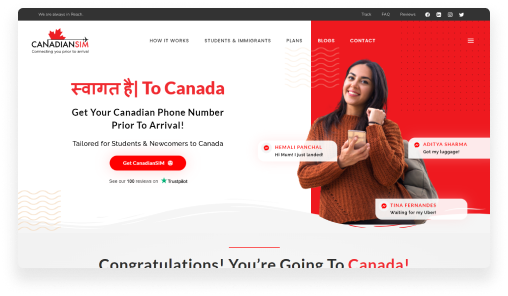 We are always in Reach
Track FAQ Reviews
CANADIANSIM
Connecting you prior to arrival
HOW IT WORKS STUDENTS & IMMIGRANTS PLANS BLOGS CONTACT
स्वागत है| To Canada
Get Your Canadian Phone Number
Prior To Arrival!
Tailored for Students & Newcomers to Canada
Get CanadianSIM
See our 100 reviews on Trustpilot
HEMALI PANCHAL
Hi Mum! I just landed!
ADITYA SHARMA
Got my luggage!
TINA FERNANDES
Waiting for my Uber!
Congratulations! You're Going To Canada!